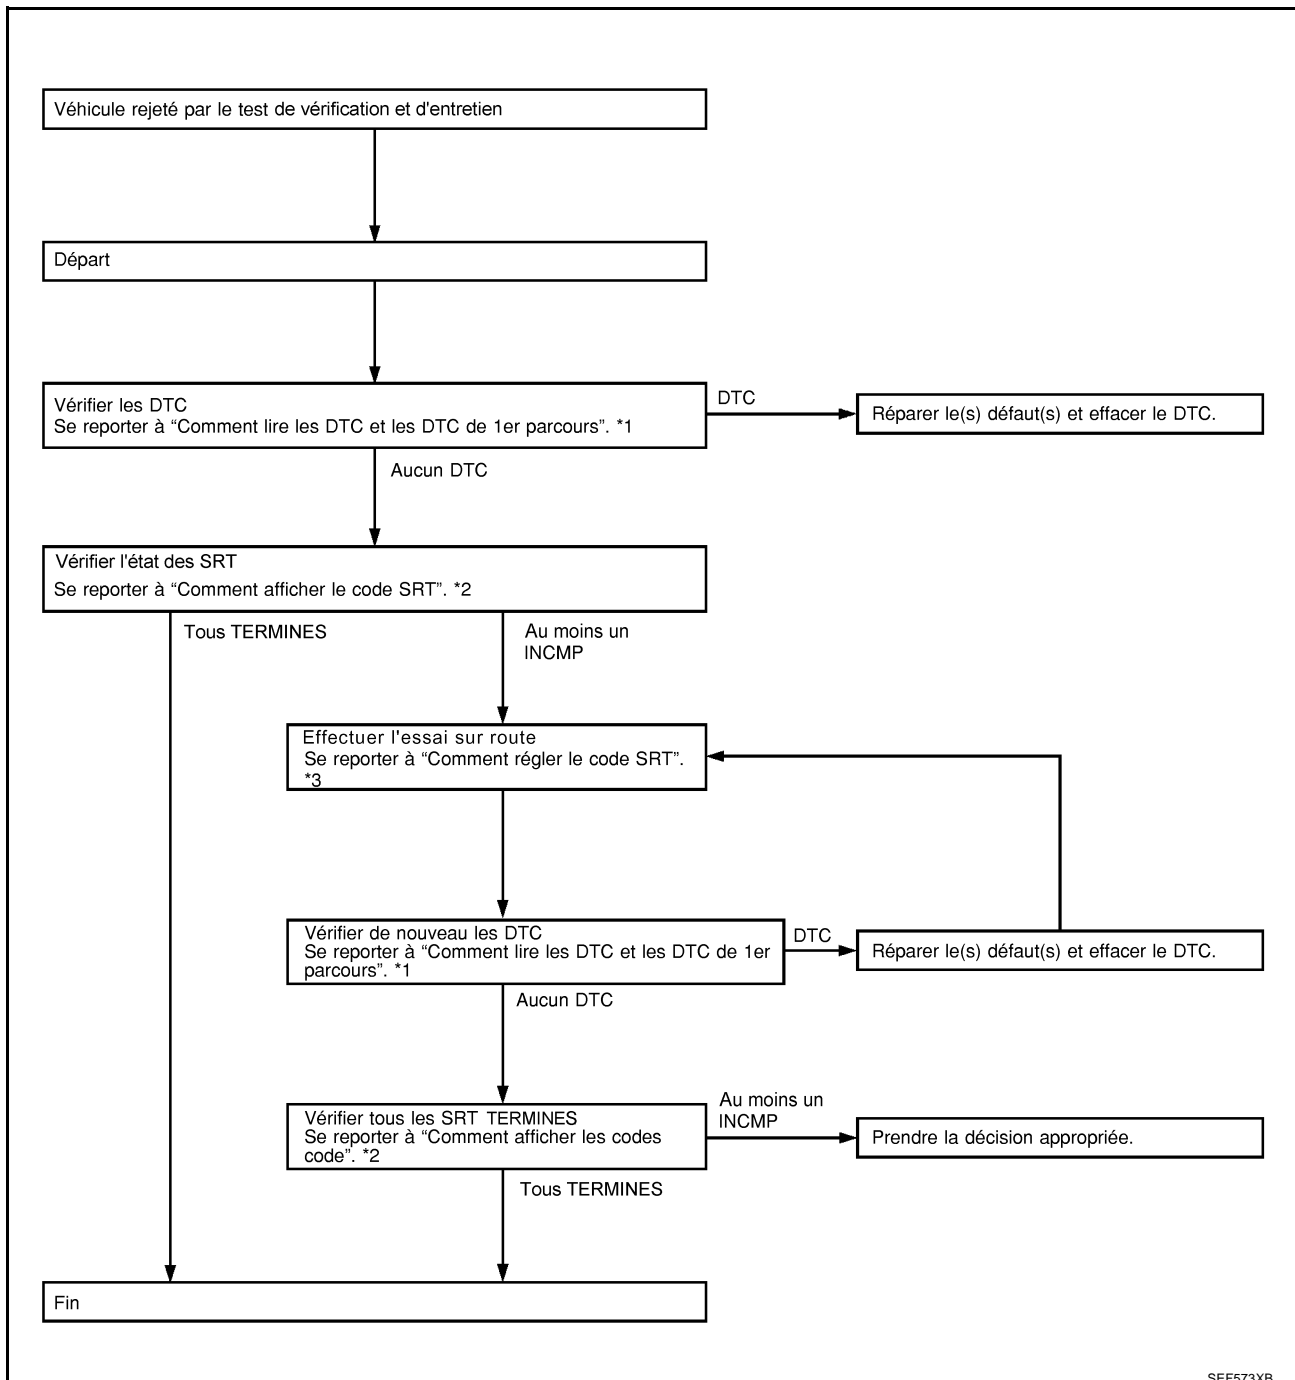 Véhicule rejeté par le test de vérification et d'entretien
Départ
Vérifier les DTC
Se reporter à “Comment lire les DTC et les DTC de 1er parcours”. *1
DTC
Réparer le(s) défaut(s) et effacer le DTC.
Aucun DTC
Vérifier l'état des SRT
Se reporter à “Comment afficher le code SRT”. *2
Tous TERMINES
Au moins un
INCMP
Effectuer l'essai sur route
Se reporter à “Comment régler le code SRT”.
*3
Vérifier de nouveau les DTC
Se reporter à “Comment lire les DTC et les DTC de 1er
parcours”. *1
DTC
Réparer le(s) défaut(s) et effacer le DTC.
Aucun DTC
Vérifier tous les SRT TERMINES
Se reporter à “Comment afficher les codes
code”. *2
Au moins un
INCMP
Prendre la décision appropriée.
Tous TERMINES
Fin
SEF573XB